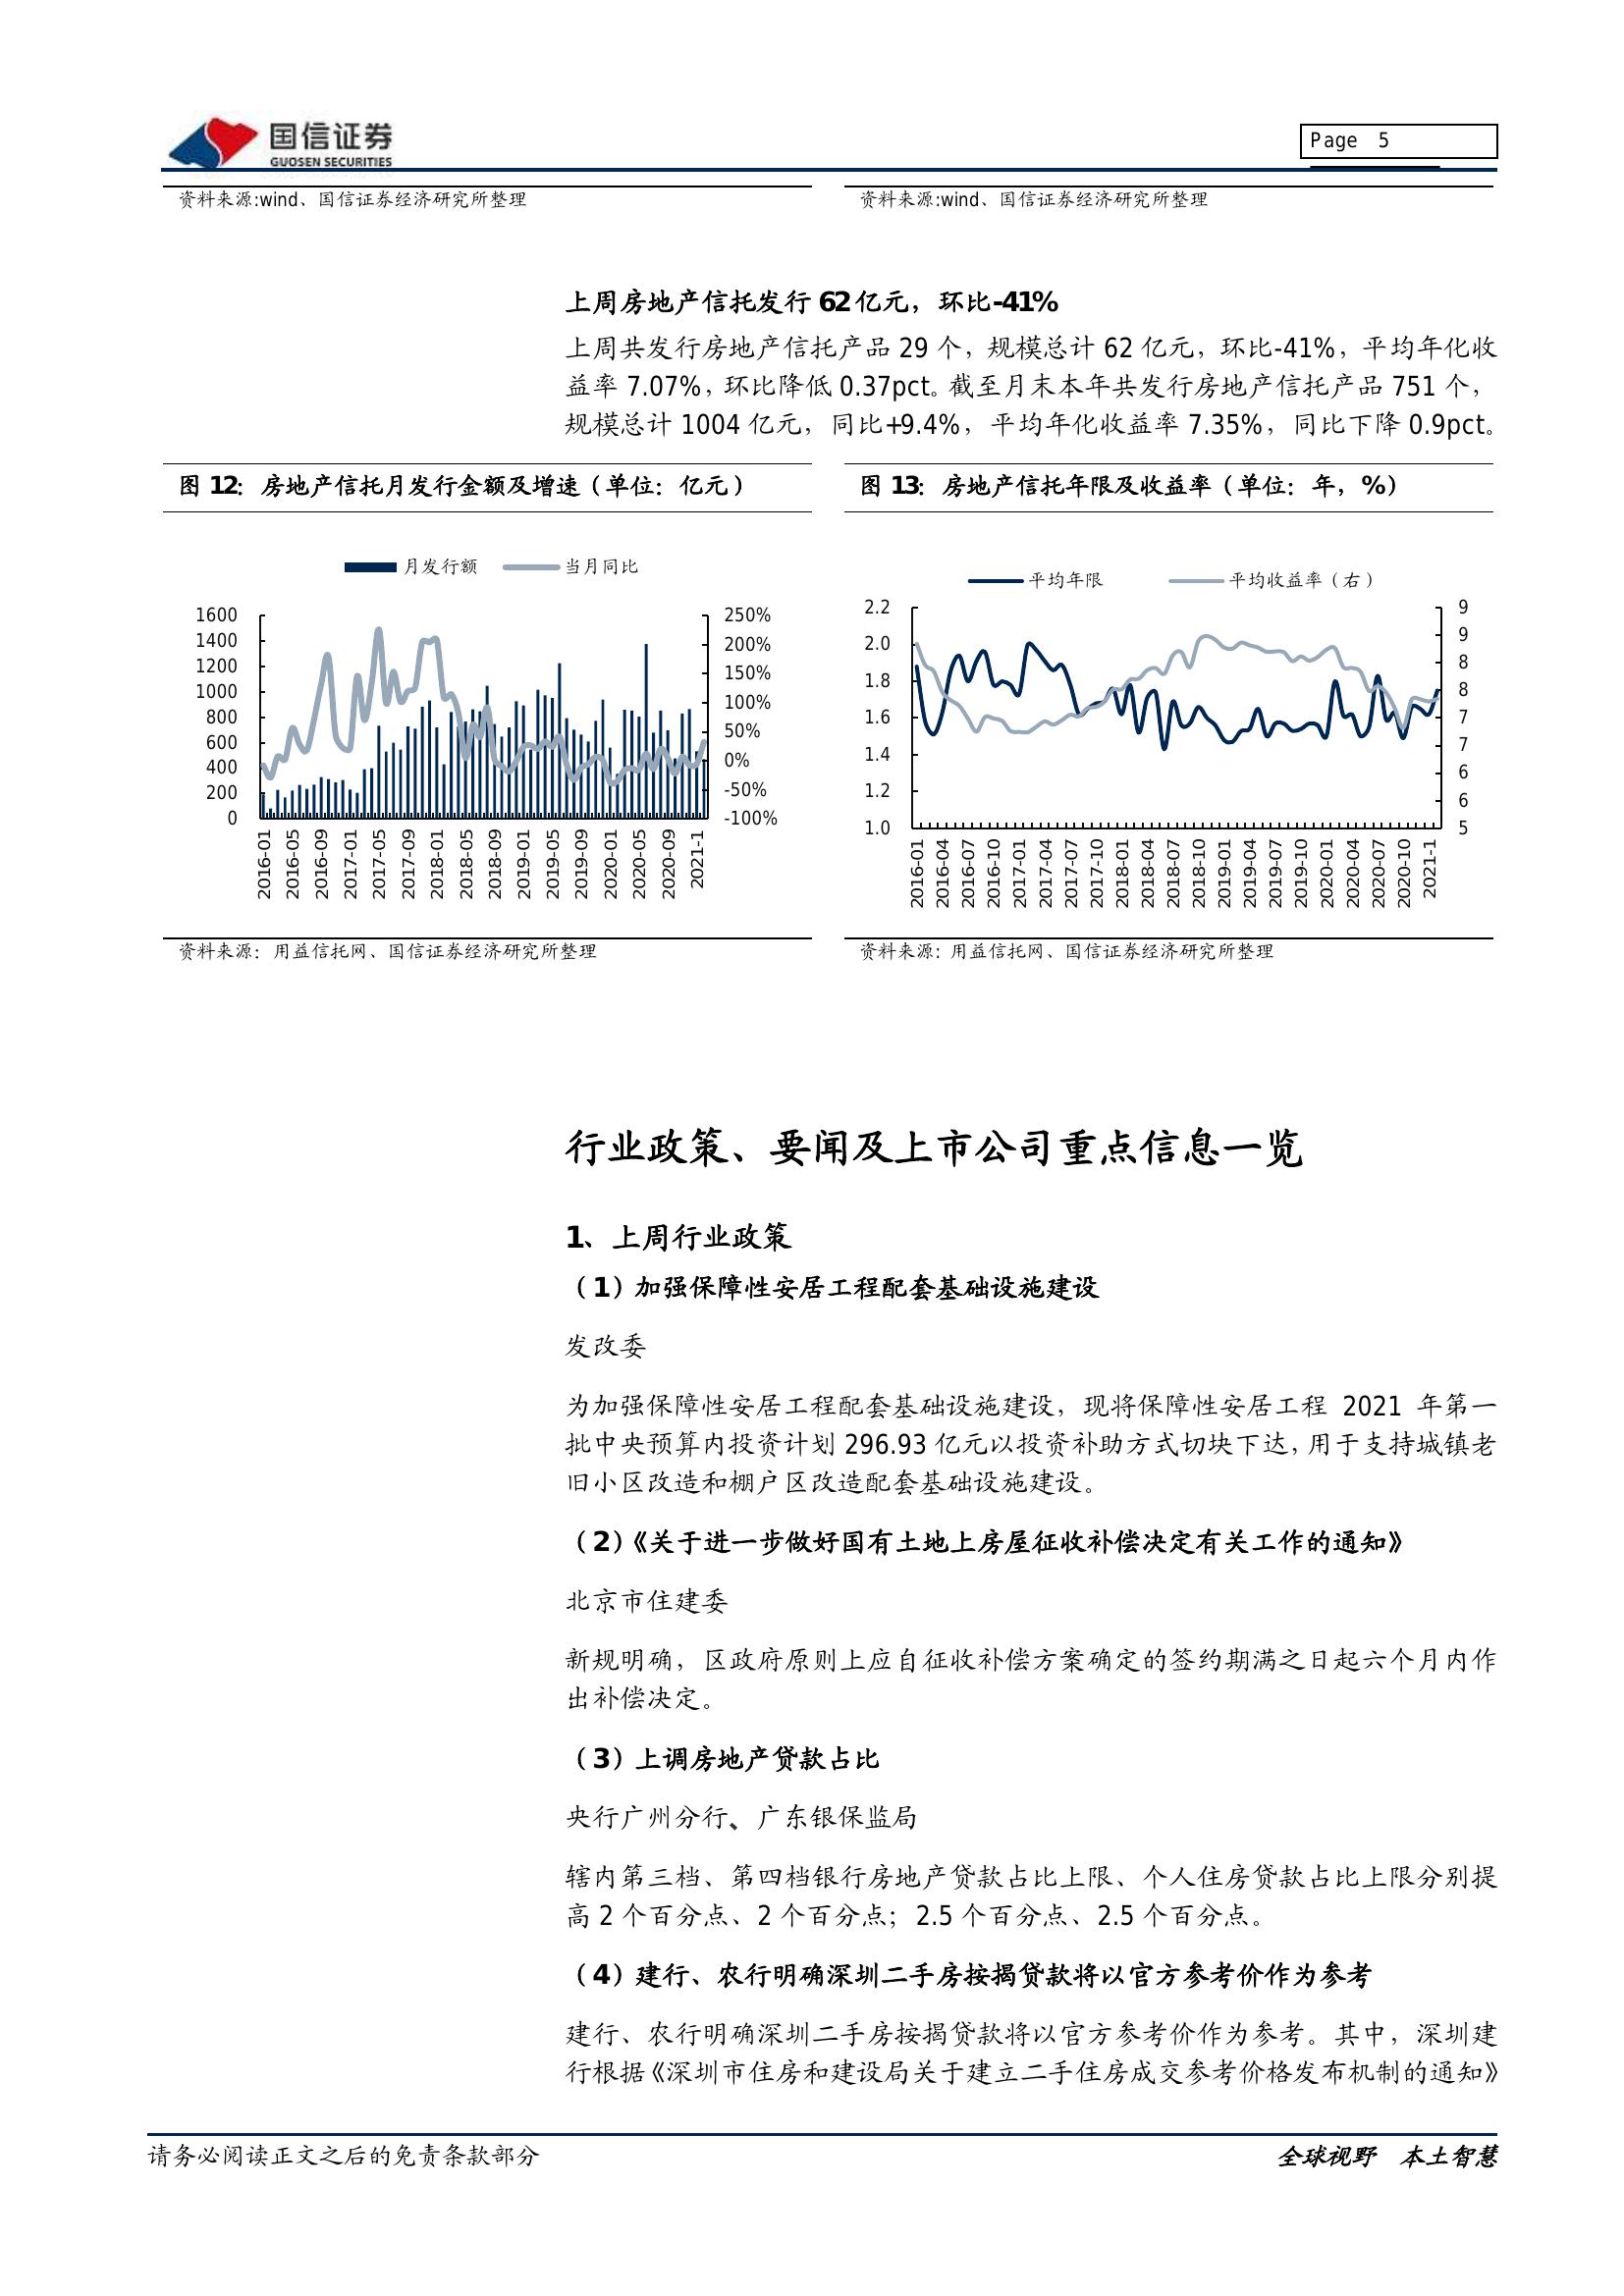 国信证券
GUOSEN SECURITIES
Page 5
资料来源:wind、国信证券经济研究所整理
资料来源:wind、国信证券经济研究所整理
上周房地产信托发行 62 亿元，环比-41%
上周共发行房地产信托产品 29 个，规模总计 62 亿元，环比-41%，平均年化收
益率 7.07%，环比降低 0.37pct。截至月末本年共发行房地产信托产品 751 个，
规模总计 1004 亿元，同比+9.4%，平均年化收益率 7.35%，同比下降 0.9pct。
图 12：房地产信托月发行金额及增速（单位：亿元）
月发行额
当月同比
1600
1400
1200
1000
800
600
400
200
0
250%
200%
150%
100%
50%
0%
-50%
-100%
2016-01
2016-05
2016-09
2017-01
2017-05
2017-09
2018-01
2018-05
2018-09
2019-01
2019-05
2019-09
2020-01
2020-05
2020-09
2021-1
资料来源：用益信托网、国信证券经济研究所整理
图 13：房地产信托年限及收益率（单位：年，%）
平均年限
平均收益率（右）
2.2
2.0
1.8
1.6
1.4
1.2
1.0
9
9
8
8
7
7
6
6
5
2016-01
2016-04
2016-07
2016-10
2017-01
2017-04
2017-07
2017-10
2018-01
2018-04
2018-07
2018-10
2019-01
2019-04
2019-07
2019-10
2020-01
2020-04
2020-07
2020-10
2021-1
资料来源: 用益信托网、国信证券经济研究所整理
行业政策、要闻及上市公司重点信息一览
1、上周行业政策
（1）加强保障性安居工程配套基础设施建设
发改委
为加强保障性安居工程配套基础设施建设，现将保障性安居工程 2021 年第一
批中央预算内投资计划 296.93 亿元以投资补助方式切块下达，用于支持城镇老
旧小区改造和棚户区改造配套基础设施建设。
（2）《关于进一步做好国有土地上房屋征收补偿决定有关工作的通知》
北京市住建委
新规明确，区政府原则上应自征收补偿方案确定的签约期满之日起六个月内作
出补偿决定。
（3）上调房地产贷款占比
央行广州分行、广东银保监局
辖内第三档、第四档银行房地产贷款占比上限、个人住房贷款占比上限分别提
高 2 个百分点、2 个百分点；2.5 个百分点、2.5 个百分点。
（4）建行、农行明确深圳二手房按揭贷款将以官方参考价作为参考
建行、农行明确深圳二手房按揭贷款将以官方参考价作为参考。其中，深圳建
行根据《深圳市住房和建设局关于建立二手住房成交参考价格发布机制的通知》
请务必阅读正文之后的免责条款部分
全球视野 本土智慧